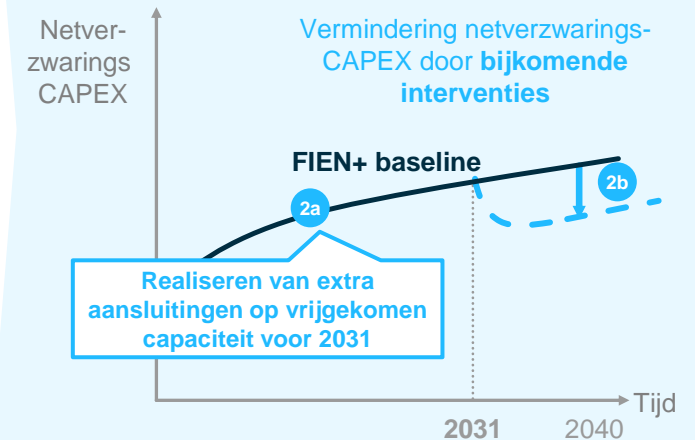 Netver-
zwarings
CAPEX
Vermindering netverzwarings-
CAPEX door bijkomende
interventies
FIEN+ baseline
2a
2b
Realiseren van extra
aansluitingen op vrijgekomen
capaciteit voor 2031
Tijd
2031
2040